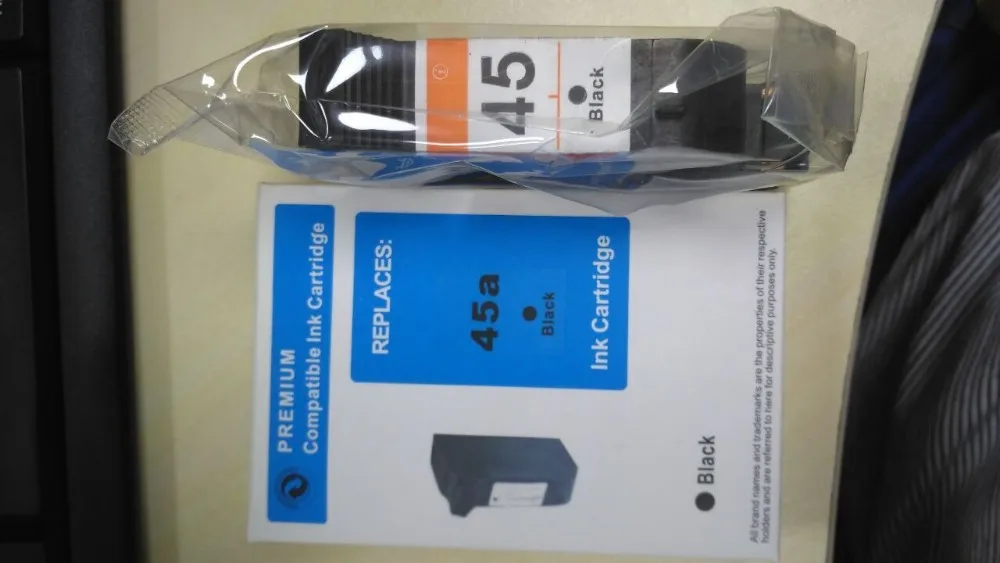 45
Black
PREMIUM
Compatible Ink Cartridge
REPLACES:
45a
Black
Ink Cartridge
Black
All brand names and trademarks are the properties of their respective
holders and are referred to here for descriptive purposes only.